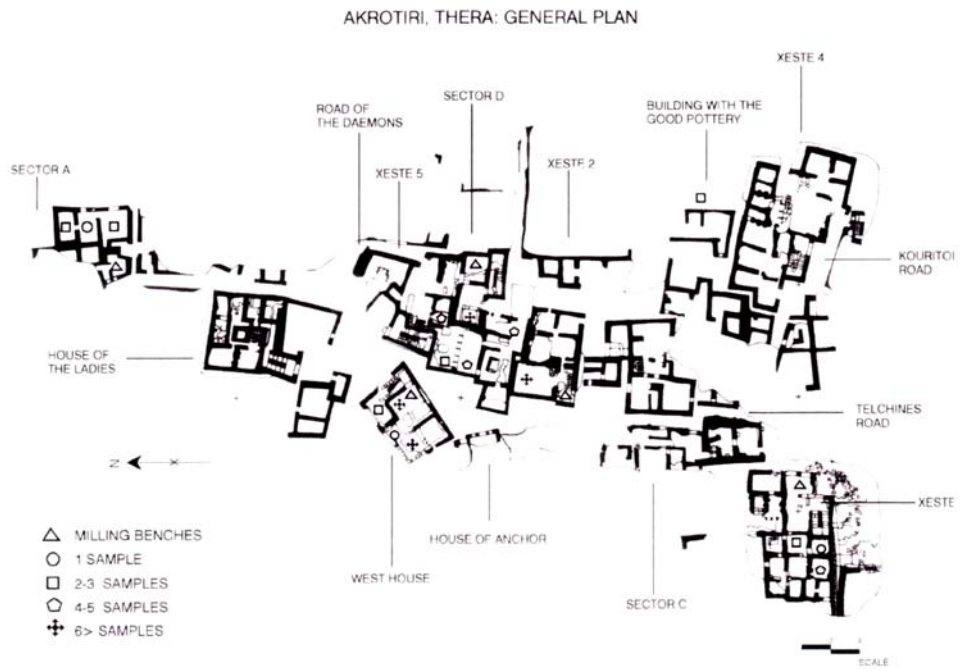 AKROTIRI, THERA: GENERAL PLAN
XESTE 4
SECTOR D
BUILDING WITH THE
GOOD POTTERY
ROAD OF
THE DAEMONS
XESTE 2
SECTOR A
XESTE 5
KOURITOI
ROAD
HOUSE OF
THE LADIES
TELCHINES
ROAD
N
XESTE
MILLING BENCHES
1 SAMPLE
2-3 SAMPLES
4-5 SAMPLES
6> SAMPLES
HOUSE OF ANCHOR
WEST HOUSE
SECTOR C
SCALE